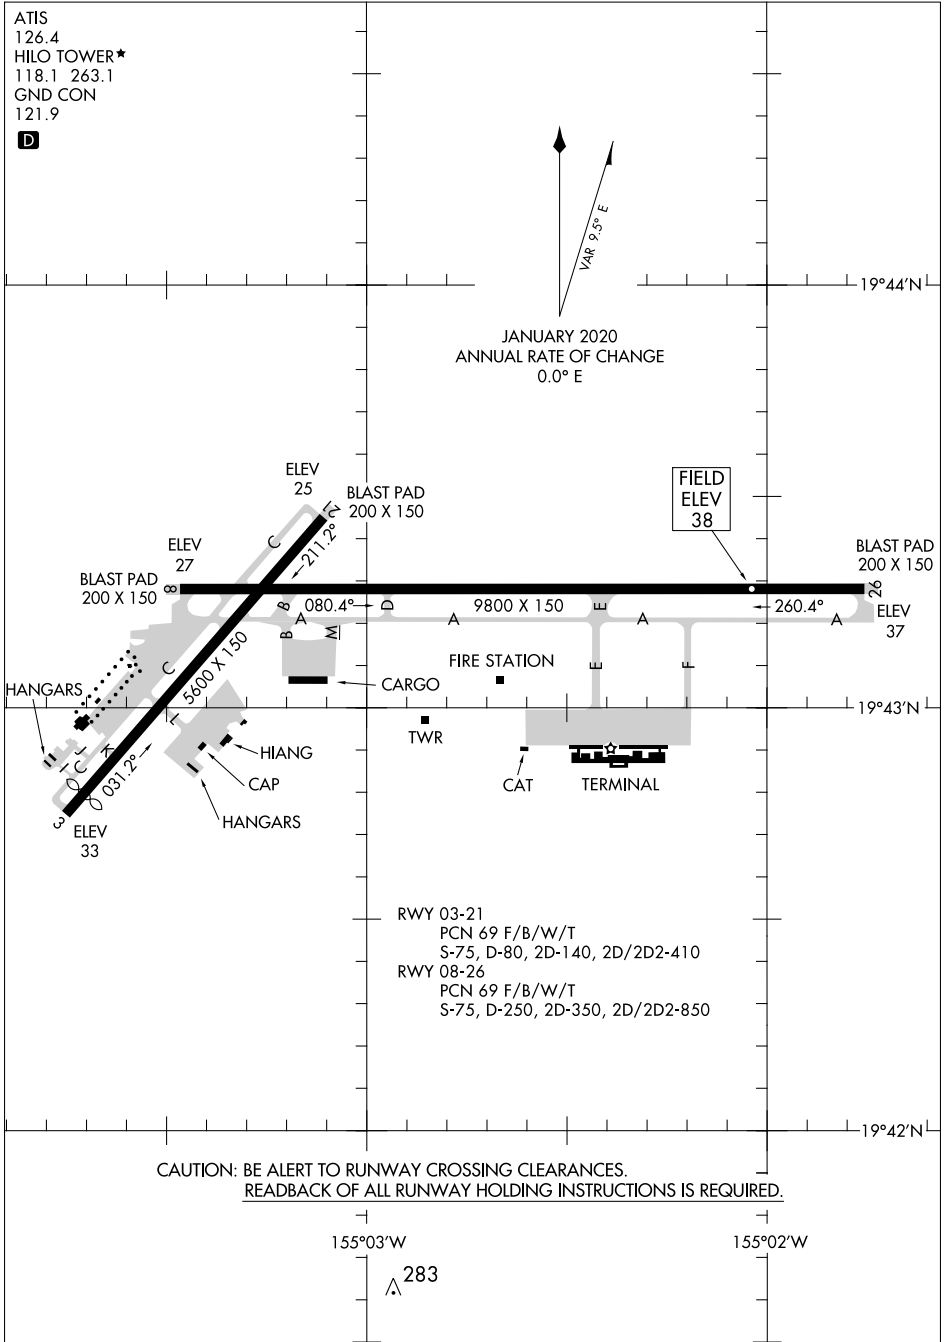 ATIS
126.4
HILO TOWER★
118.1 263.1
GND CON
121.9
D
VAR 9.5° E
19°44'N
JANUARY 2020
ANNUAL RATE OF CHANGE
0.0° E
ELEV
25
BLAST PAD
200 X 150
21
211.2°
C
FIELD
ELEV
38
ELEV
27
BLAST PAD
200 X 150
8
BLAST PAD
200 X 150
26
ELEV
37
B
080.4°
D
9800 X 150
E
260.4°
A
A
A
A
B
M
C
5600 X 150
FIRE STATION
E
F
CARGO
HANGARS
19°43'N
L
TWR
HIANG
J
K
I
C
031.2°
CAP
CAT
TERMINAL
HANGARS
3
ELEV
33
RWY 03-21
PCN 69 F/B/W/T
S-75, D-80, 2D-140, 2D/2D2-410
RWY 08-26
PCN 69 F/B/W/T
S-75, D-250, 2D-350, 2D/2D2-850
19°42'N
CAUTION: BE ALERT TO RUNWAY CROSSING CLEARANCES.
READBACK OF ALL RUNWAY HOLDING INSTRUCTIONS IS REQUIRED.
155°03'W
155°02'W
283